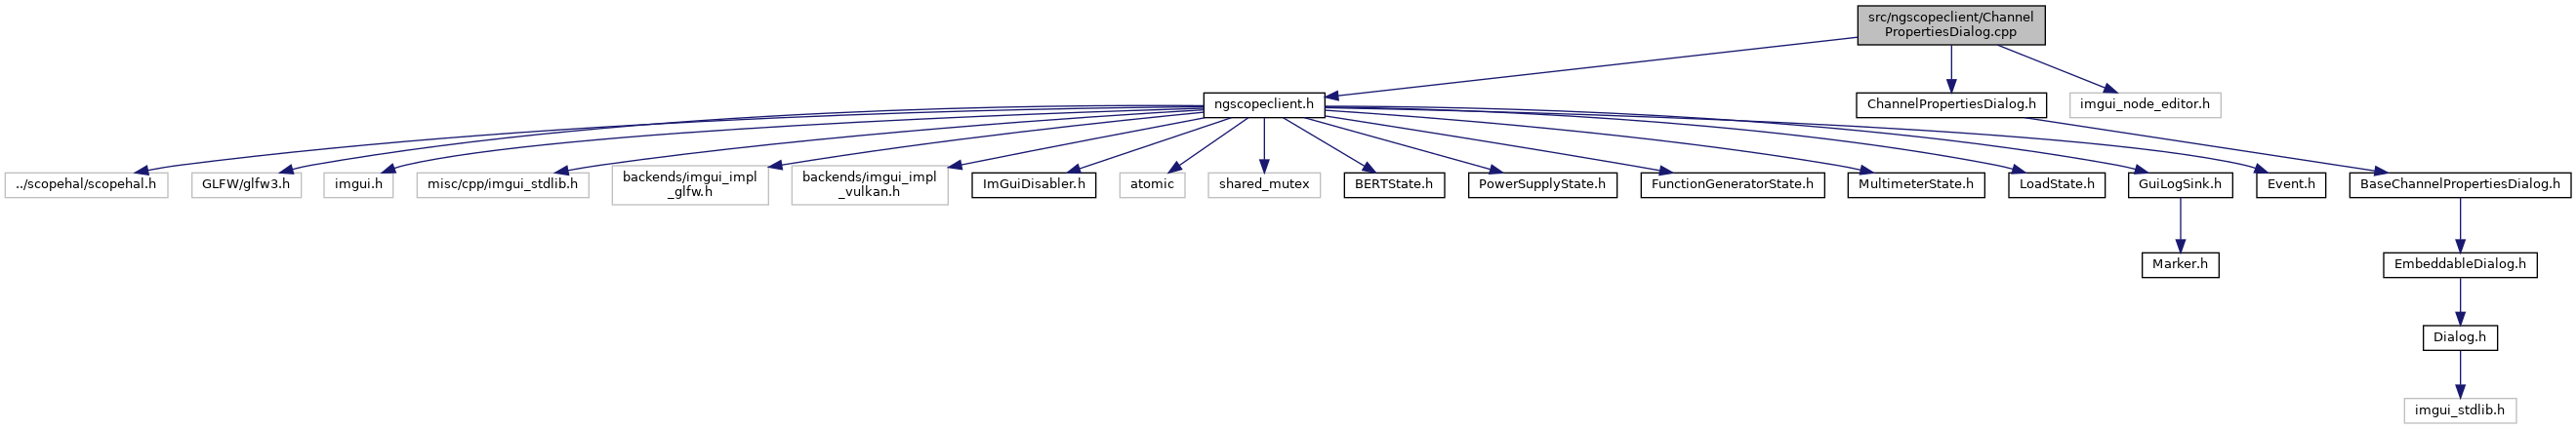 src/ngscopeclient/Channel
PropertiesDialog.cpp
ngscopeclient.h
ChannelPropertiesDialog.h
imgui_node_editor.h
../scopehal/scopehal.h
GLFW/glfw3.h
imgui.h
misc/cpp/imgui_stdlib.h
backends/imgui_impl
_glfw.h
backends/imgui_impl
_vulkan.h
ImGuiDisabler.h
atomic
shared_mutex
BERTState.h
PowerSupplyState.h
FunctionGeneratorState.h
MultimeterState.h
LoadState.h
GuiLogSink.h
Event.h
BaseChannelPropertiesDialog.h
Marker.h
EmbeddableDialog.h
Dialog.h
imgui_stdlib.h